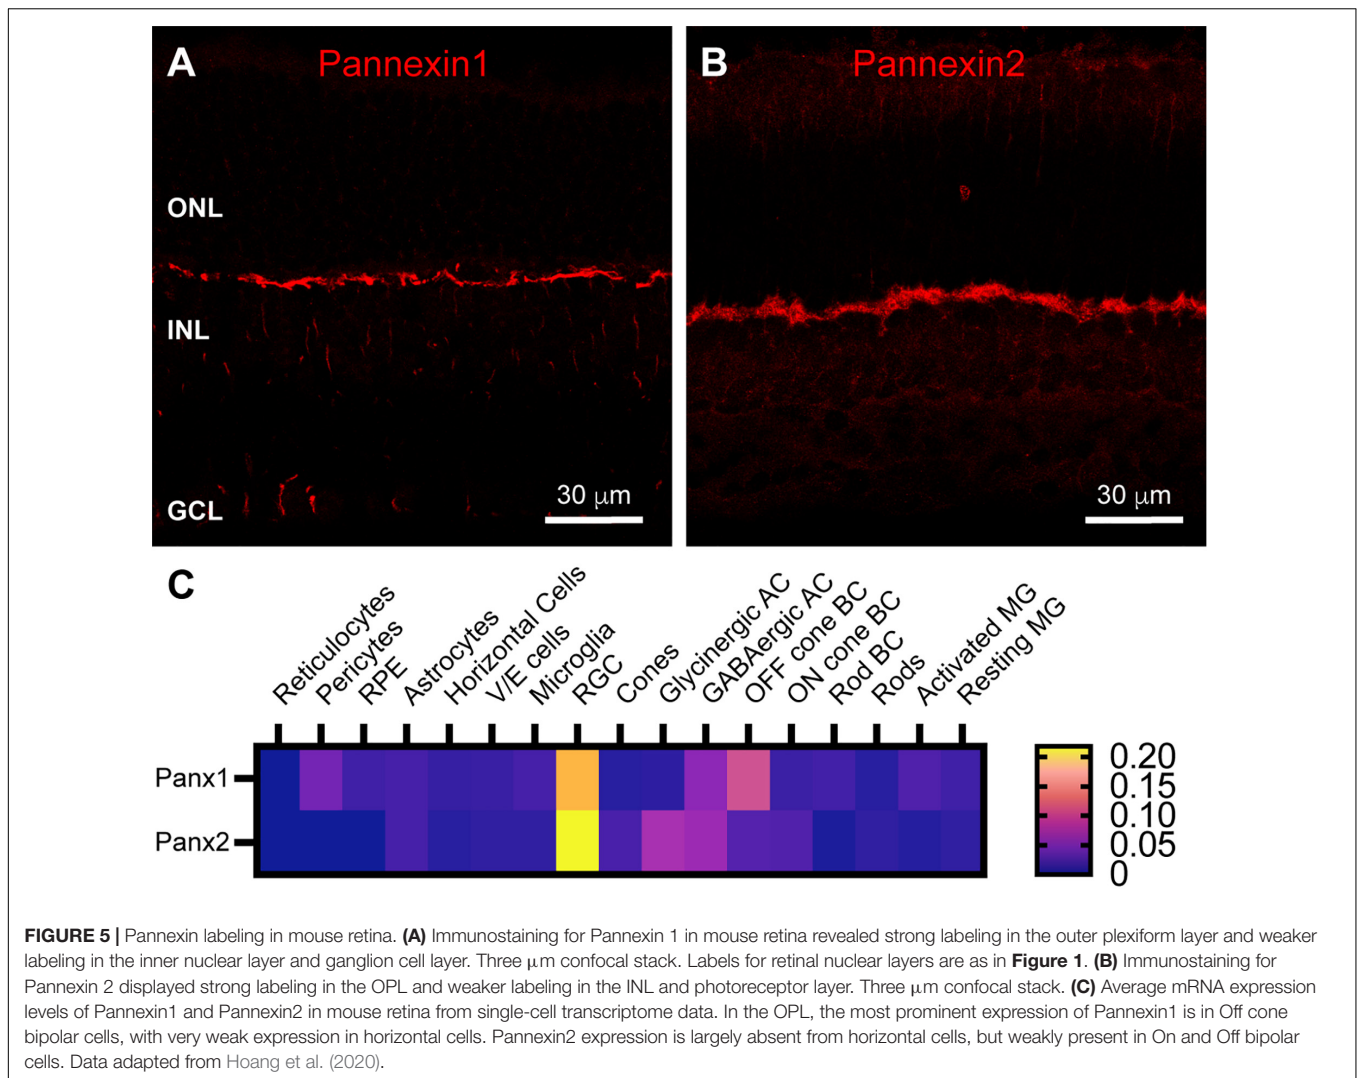 A
Pannexin1
ONL
INL
GCL
30 μm
B
Pannexin2
30 μm
C
Reticulocytes
Pericytes
RPE
Astrocytes
Horizontal Cells
V/E cells
Microglia
RGC
Cones
Glycinergic AC
GABAergic AC
OFF cone BC
ON cone BC
Rod BC
Rods
Activated MG
Resting MG
Panx1
Panx2
0.20
0.15
0.10
0.05
0
FIGURE 5 | Pannexin labeling in mouse retina. (A) Immunostaining for Pannexin 1 in mouse retina revealed strong labeling in the outer plexiform layer and weaker
labeling in the inner nuclear layer and ganglion cell layer. Three μm confocal stack. Labels for retinal nuclear layers are as in Figure 1. (B) Immunostaining for
Pannexin 2 displayed strong labeling in the OPL and weaker labeling in the INL and photoreceptor layer. Three μm confocal stack. (C) Average mRNA expression
levels of Pannexin1 and Pannexin2 in mouse retina from single-cell transcriptome data. In the OPL, the most prominent expression of Pannexin1 is in Off cone
bipolar cells, with very weak expression in horizontal cells. Pannexin2 expression is largely absent from horizontal cells, but weakly present in On and Off bipolar
cells. Data adapted from Hoang et al. (2020).